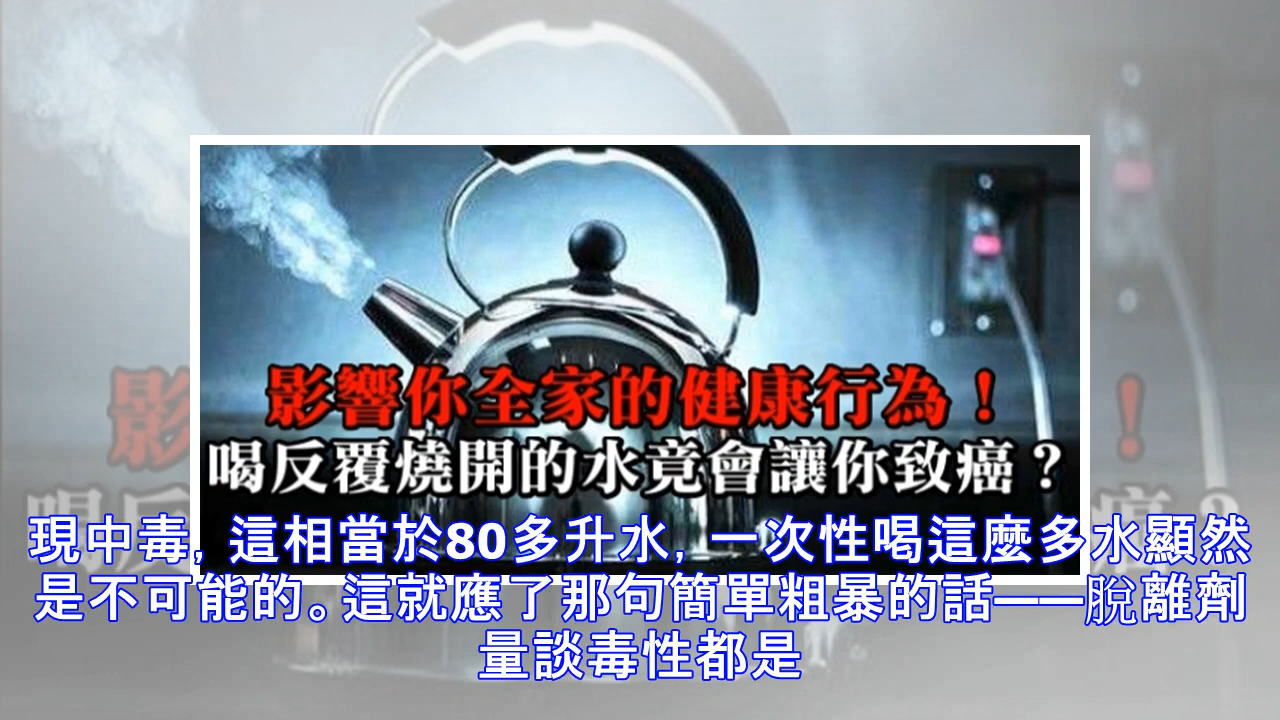 影響你全家的健康行為！
喝反覆燒開的水竟會讓你致癌？
現中毒，這相當於80多升水，一次性喝這麼多水顯然
是不可能的。這就應了那句簡單粗暴的話——脫離劑
量談毒性都是